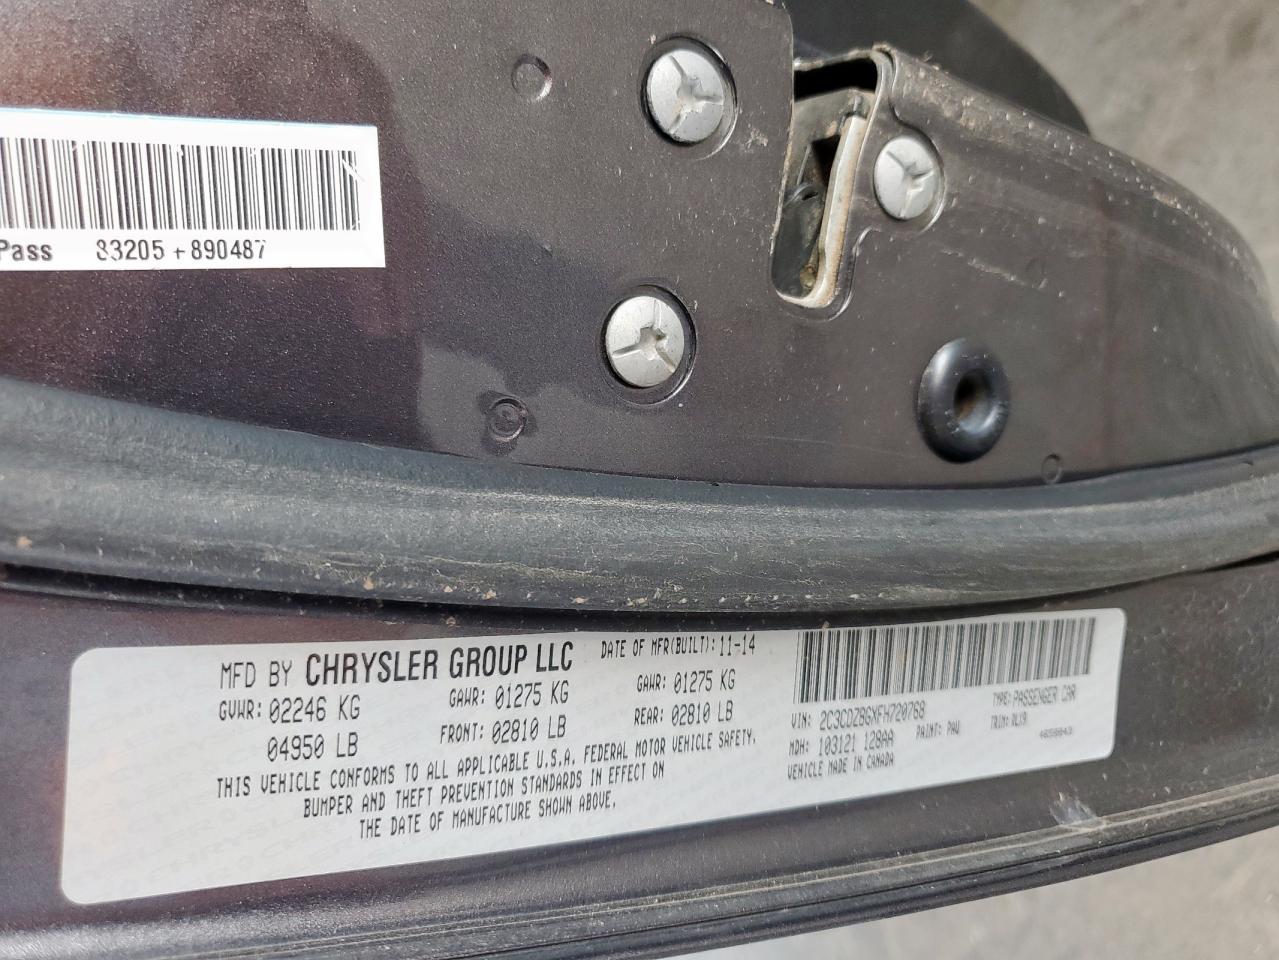 Pass 83205 + 890487
MFD BY CHRYSLER GROUP LLC DATE OF MFR(BUILT): 11-14
GVWR: 02246 KG GAWR: 01275 KG GAWR: 01275 KG
04950 LB FRONT: 02810 LB REAR: 02810 LB
THIS VEHICLE CONFORMS TO ALL APPLICABLE U.S.A. FEDERAL MOTOR VEHICLE SAFETY,
BUMPER AND THEFT PREVENTION STANDARDS IN EFFECT ON
THE DATE OF MANUFACTURE SHOWN ABOVE.
VIN: 2C3CDZBGXFH720768 TYPE: PASSENGER CAR
MDH: 103121 128AA PAINT: PAU TRIM: RLX9
VEHICLE MADE IN CANADA